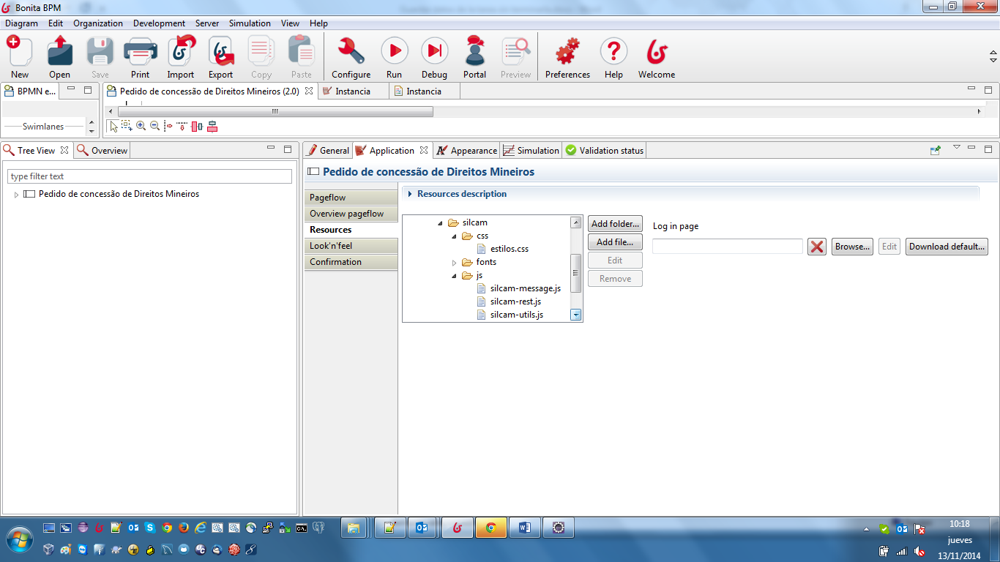 Bonita BPM
Diagram Edit Organization Development Server Simulation View Help
New Open Save Print Import Export Copy Paste Configure Run Debug Portal Preview Preferences Help Welcome
BPMN e... Pedido de concessão de Direitos Mineiros (2.0) Instancia Instancia
Swimlanes
Tree View Overview General Application Appearance Simulation Validation status
Pedido de concessão de Direitos Mineiros
type filter text
Pedido de concessão de Direitos Mineiros
Pageflow
Overview pageflow
Resources
Look'n'feel
Confirmation
Resources description
silcam
css
estilos.css
fonts
js
silcam-message.js
silcam-rest.js
silcam-utils.js
Add folder...
Add file...
Edit
Remove
Log in page
Browse... Edit Download default...
10:18
jueves
13/11/2014